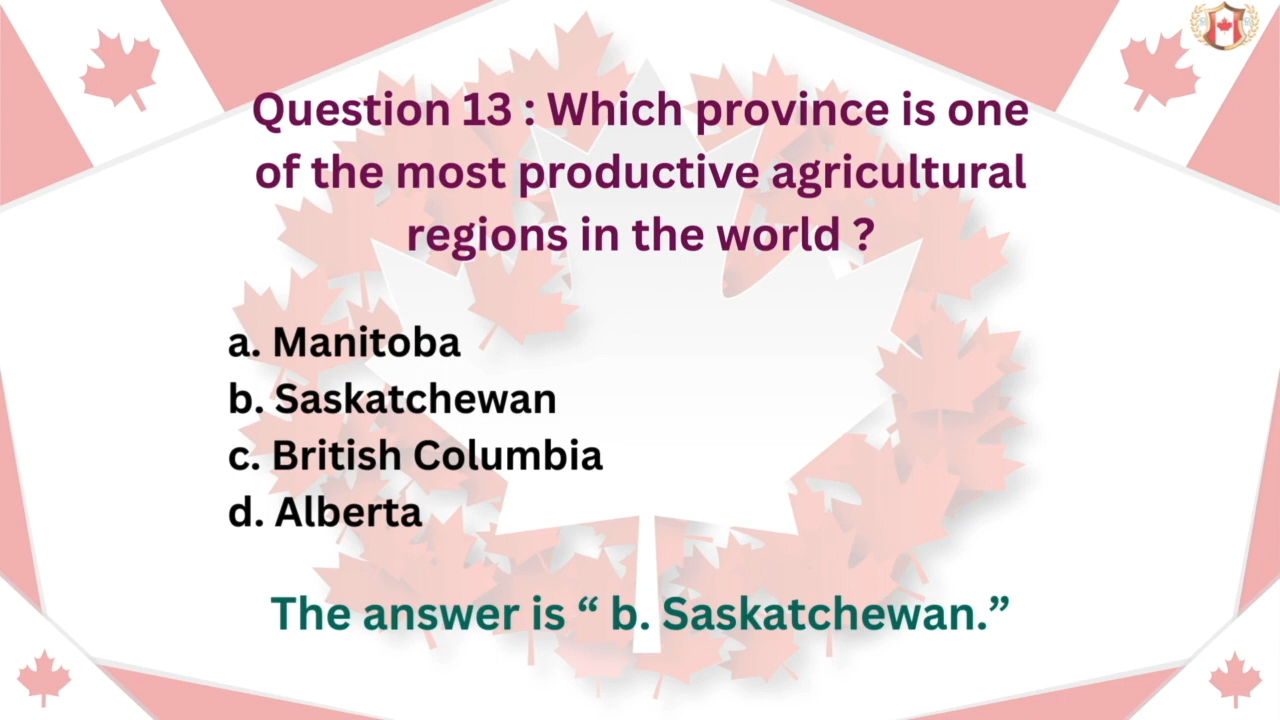 Question 13 : Which province is one
of the most productive agricultural
regions in the world ?
a. Manitoba
b. Saskatchewan
c. British Columbia
d. Alberta
The answer is “ b. Saskatchewan.”